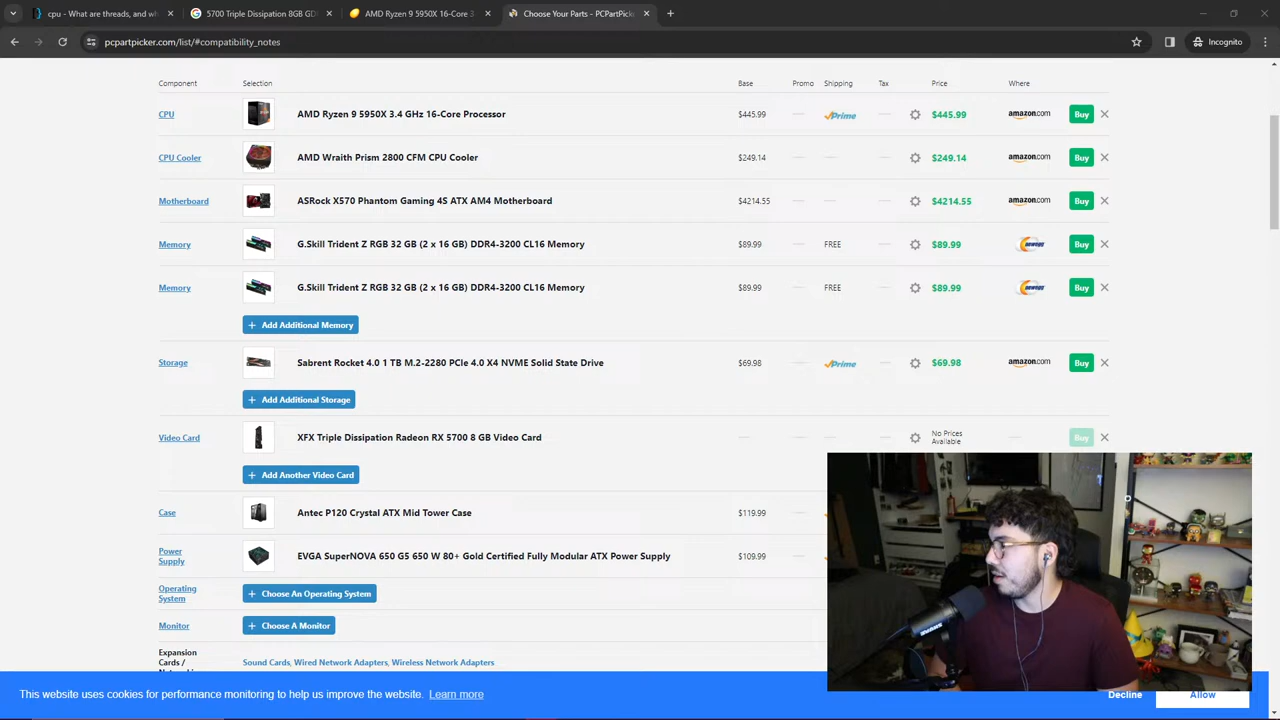 cpu - What are threads, and wh
5700 Triple Dissipation 8GB GD
AMD Ryzen 9 5950X 16-Core 3
Choose Your Parts - PCPartPick
pcpartpicker.com/list/#compatibility_notes
Incognito
Component Selection Base Promo Shipping Tax Price Where
CPU AMD Ryzen 9 5950X 3.4 GHz 16-Core Processor $445.99 Prime $445.99 amazon.com Buy
CPU Cooler AMD Wraith Prism 2800 CFM CPU Cooler $249.14 $249.14 amazon.com Buy
Motherboard ASRock X570 Phantom Gaming 4S ATX AM4 Motherboard $4214.55 $4214.55 amazon.com Buy
Memory G.Skill Trident Z RGB 32 GB (2 x 16 GB) DDR4-3200 CL16 Memory $89.99 FREE $89.99 newegg Buy
Memory G.Skill Trident Z RGB 32 GB (2 x 16 GB) DDR4-3200 CL16 Memory $89.99 FREE $89.99 newegg Buy
+ Add Additional Memory
Storage Sabrent Rocket 4.0 1 TB M.2-2280 PCIe 4.0 X4 NVME Solid State Drive $69.98 Prime $69.98 amazon.com Buy
+ Add Additional Storage
Video Card XFX Triple Dissipation Radeon RX 5700 8 GB Video Card No Prices Available Buy
+ Add Another Video Card
Case Antec P120 Crystal ATX Mid Tower Case $119.99
Power Supply EVGA SuperNOVA 650 G5 650 W 80+ Gold Certified Fully Modular ATX Power Supply $109.99
Operating System + Choose An Operating System
Monitor + Choose A Monitor
Expansion Cards / Sound Cards, Wired Network Adapters, Wireless Network Adapters
This website uses cookies for performance monitoring to help us improve the website. Learn more Decline Allow